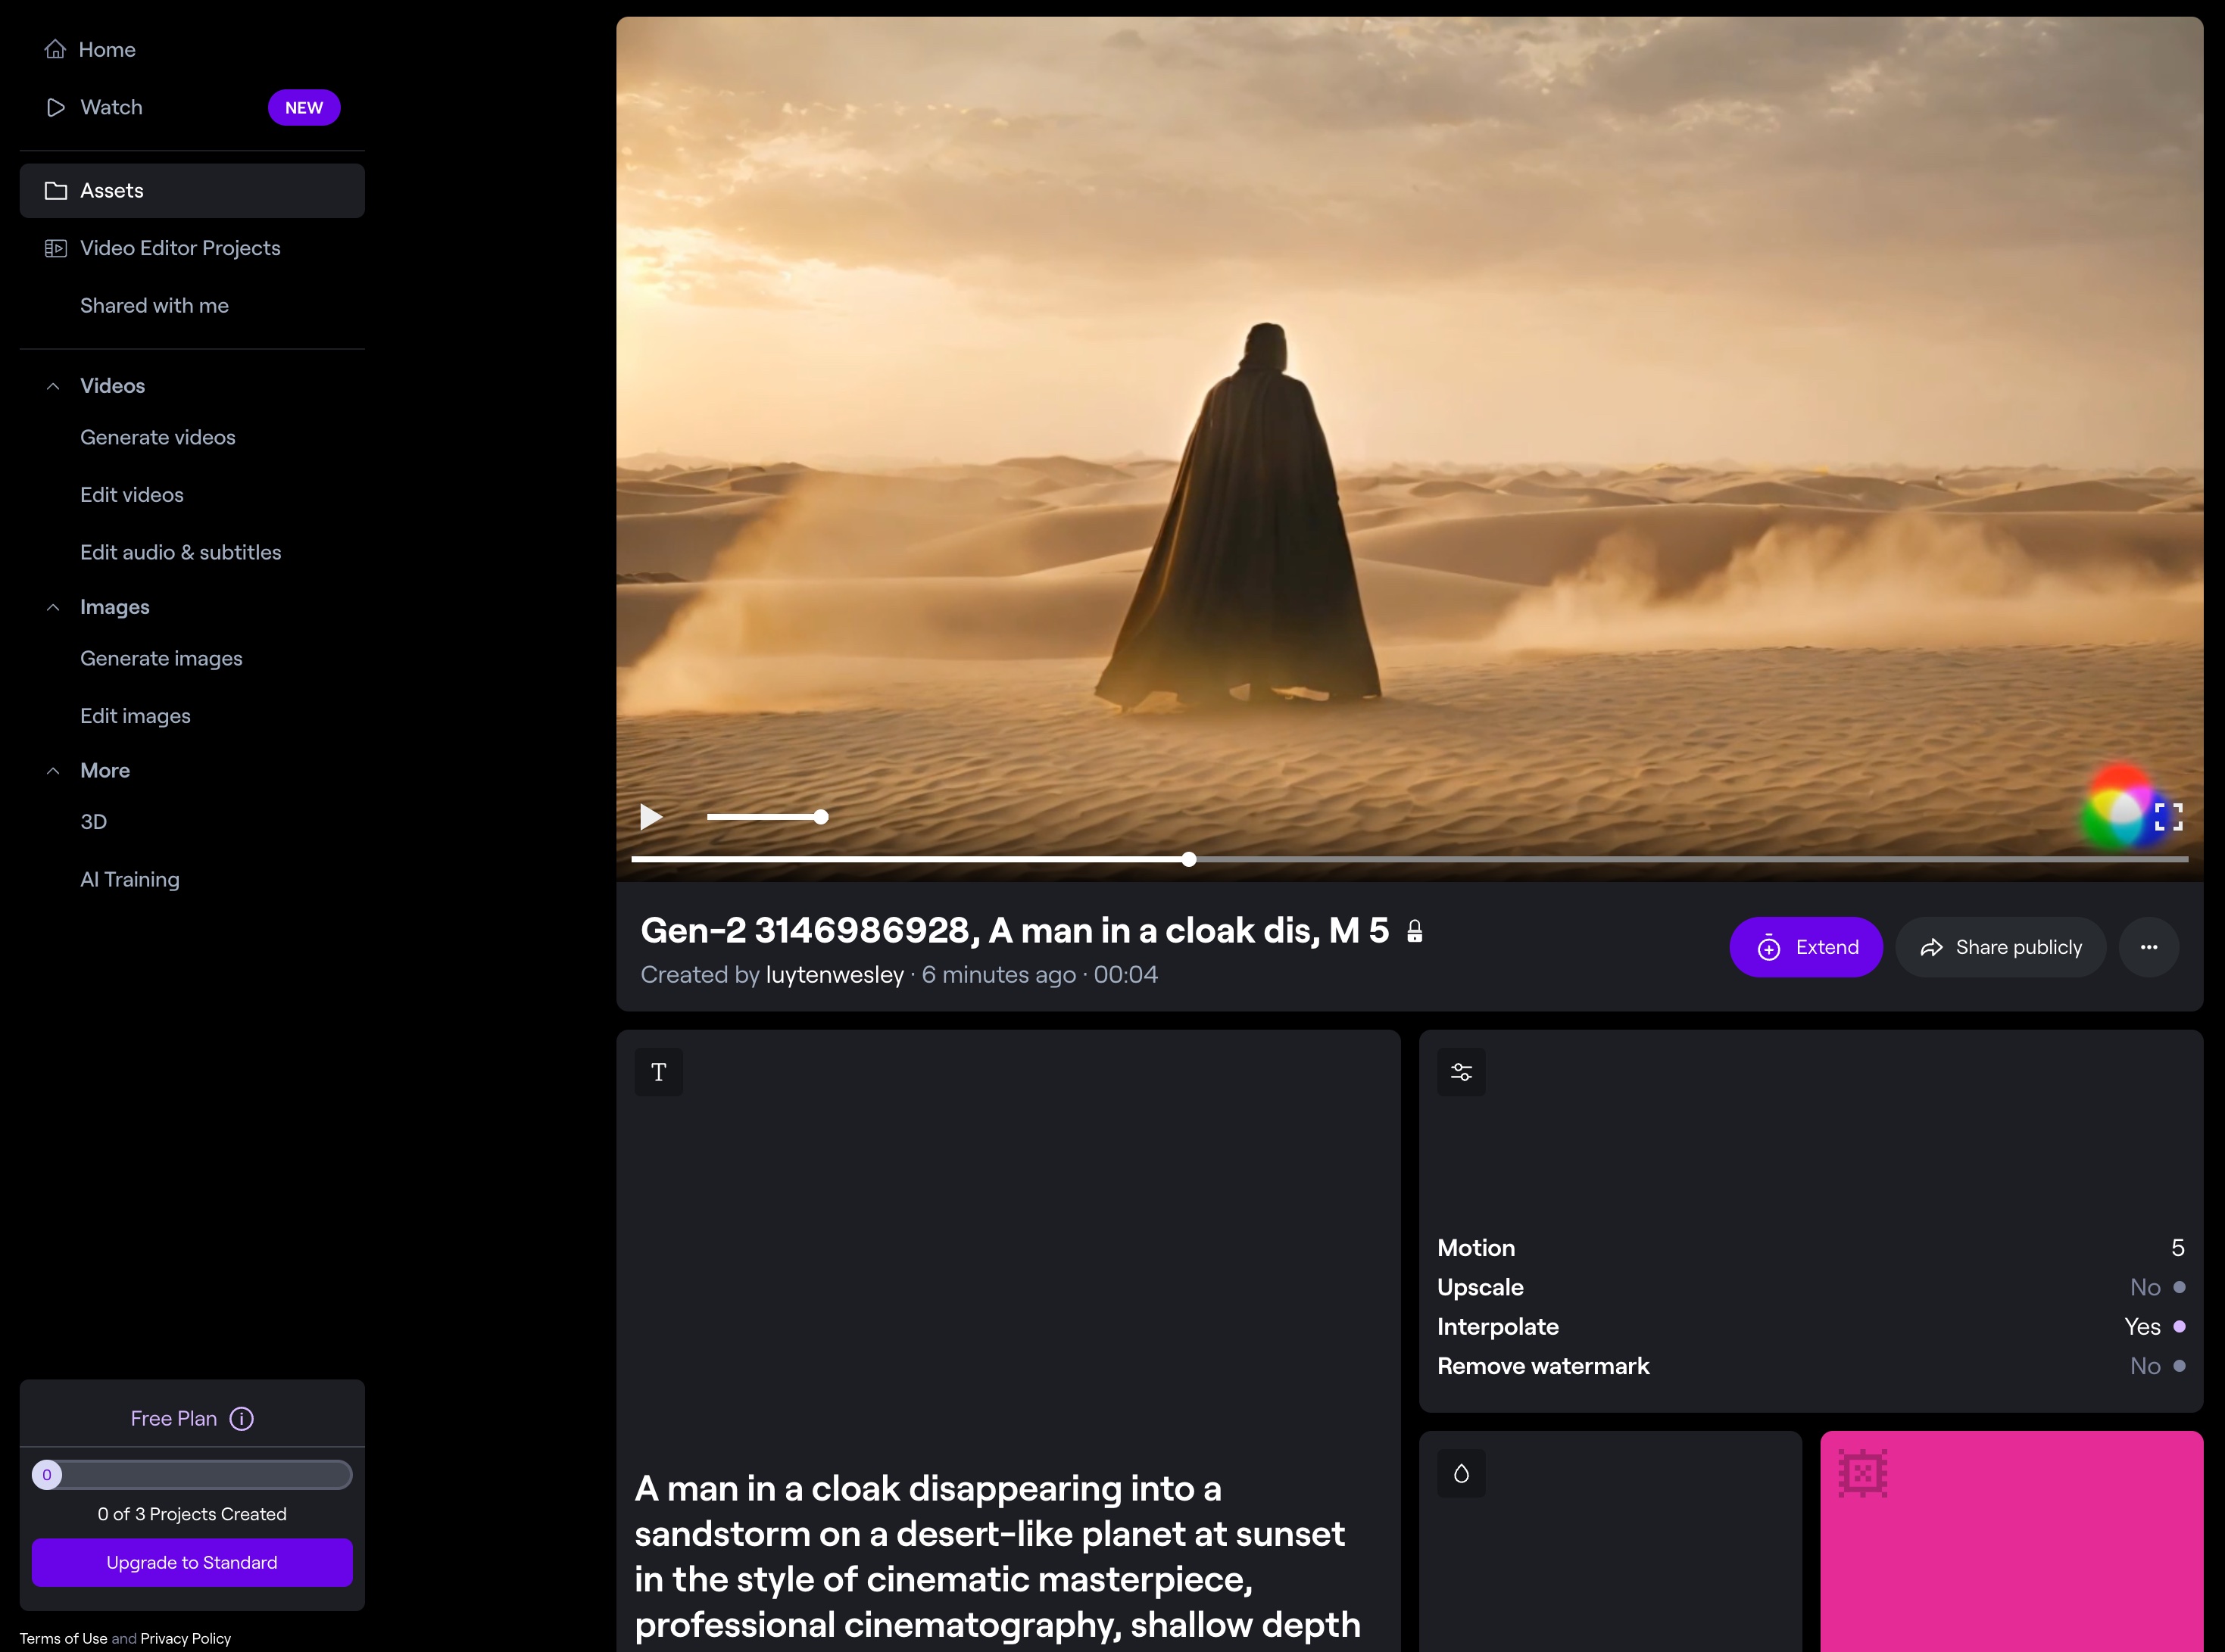 Home
Watch
NEW
Assets
Video Editor Projects
Shared with me
Videos
Generate videos
Edit videos
Edit audio & subtitles
Images
Generate images
Edit images
More
3D
AI Training
Free Plan
0
0 of 3 Projects Created
Upgrade to Standard
Terms of Use and Privacy Policy
Gen-2 3146986928, A man in a cloak dis, M 5
Created by luytenwesley · 6 minutes ago · 00:04
Extend
Share publicly
T
A man in a cloak disappearing into a
sandstorm on a desert-like planet at sunset
in the style of cinematic masterpiece,
professional cinematography, shallow depth
Motion 5
Upscale No
Interpolate Yes
Remove watermark No